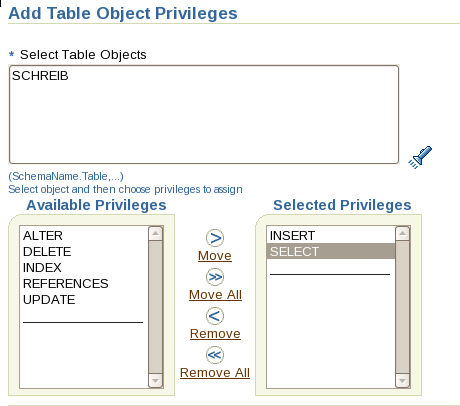 Add Table Object Privileges
* Select Table Objects
SCHREIB
(SchemaName.Table,...)
Select object and then choose privileges to assign
Available Privileges
ALTER
DELETE
INDEX
REFERENCES
UPDATE
Move
Move All
Remove
Remove All
Selected Privileges
INSERT
SELECT